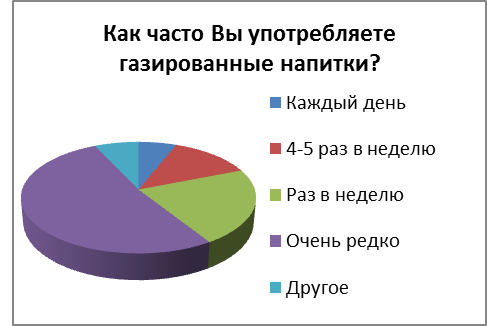 Как часто Вы употребляете
газированные напитки?
Каждый день
4-5 раз в неделю
Раз в неделю
Очень редко
Другое